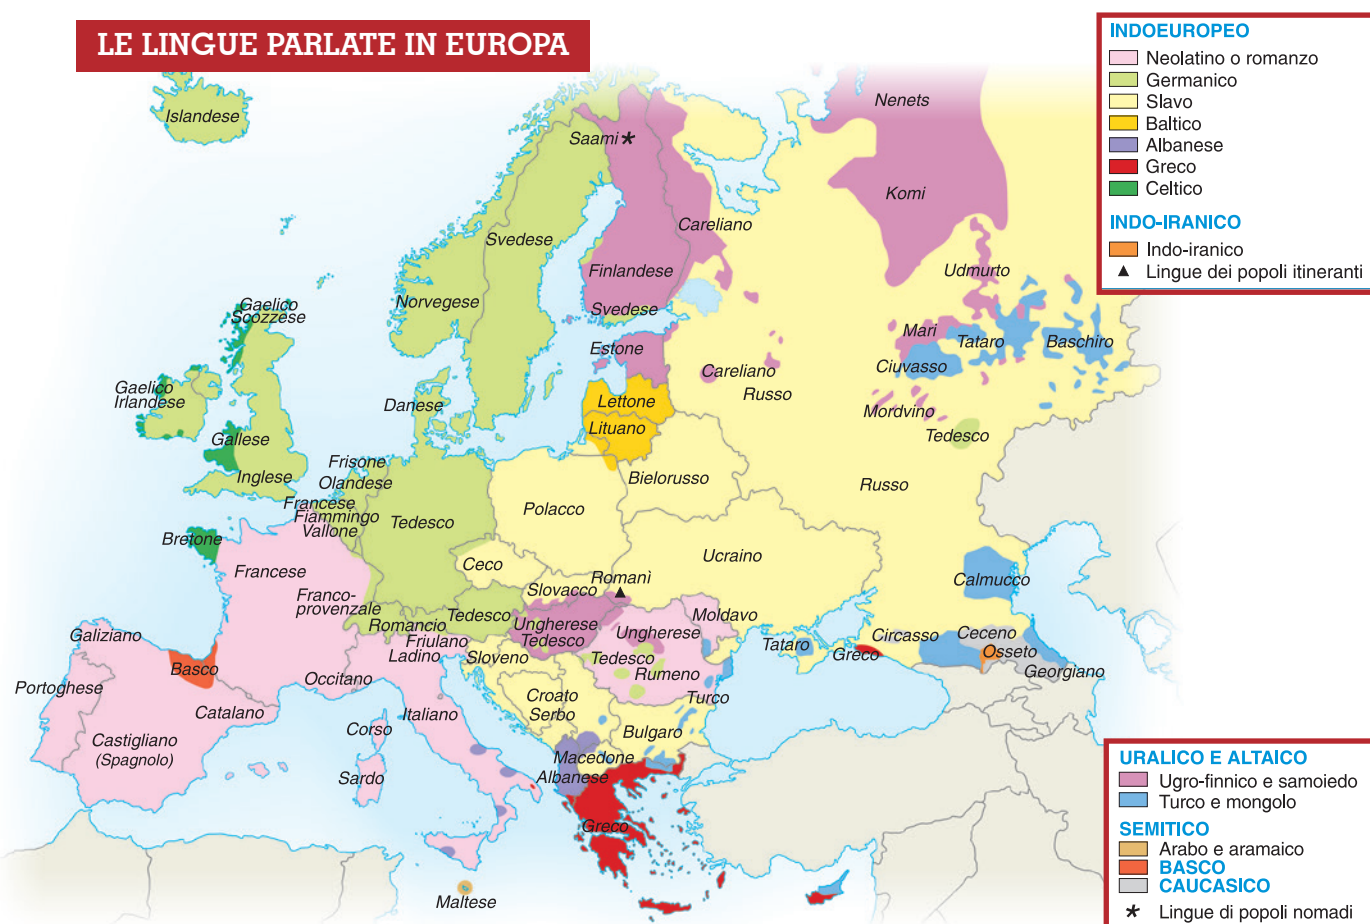 LE LINGUE PARLATE IN EUROPA
INDOEUROPEO
Neolatino o romanzo
Germanico
Slavo
Baltico
Albanese
Greco
Celtico
INDO-IRANICO
Indo-iranico
▲ Lingue dei popoli itineranti
Islandese
Nenets
Saami *
Komi
Careliano
Svedese
Finlandese
Udmurto
Norvegese
Svedese
Gaelico
Scozzese
Estone
Mari
Tataro
Baschiro
Ciuvasso
Careliano
Russo
Gaelico
Irlandese
Danese
Lettone
Mordvino
Lituano
Tedesco
Gallese
Inglese
Frisone
Olandese
Bielorusso
Russo
Francese
Fiammingo
Vallone
Tedesco
Polacco
Bretone
Ucraino
Ceco
Francese
Romanì
Slovacco
Calmucco
Franco-
provenzale
Tedesco
Moldavo
Romancio
Ungherese
Tedesco
Ungherese
Galiziano
Friulano
Ladino
Circasso
Ceceno
Tataro
Greco
Osseto
Sloveno
Tedesco
Rumeno
Georgiano
Basco
Occitano
Portoghese
Croato
Serbo
Turco
Catalano
Italiano
Corso
Bulgaro
Castigliano
(Spagnolo)
Macedone
Albanese
Sardo
Greco
Maltese
URALICO E ALTAICO
Ugro-finnico e samoiedo
Turco e mongolo
SEMITICO
Arabo e aramaico
BASCO
CAUCASICO
* Lingue di popoli nomadi